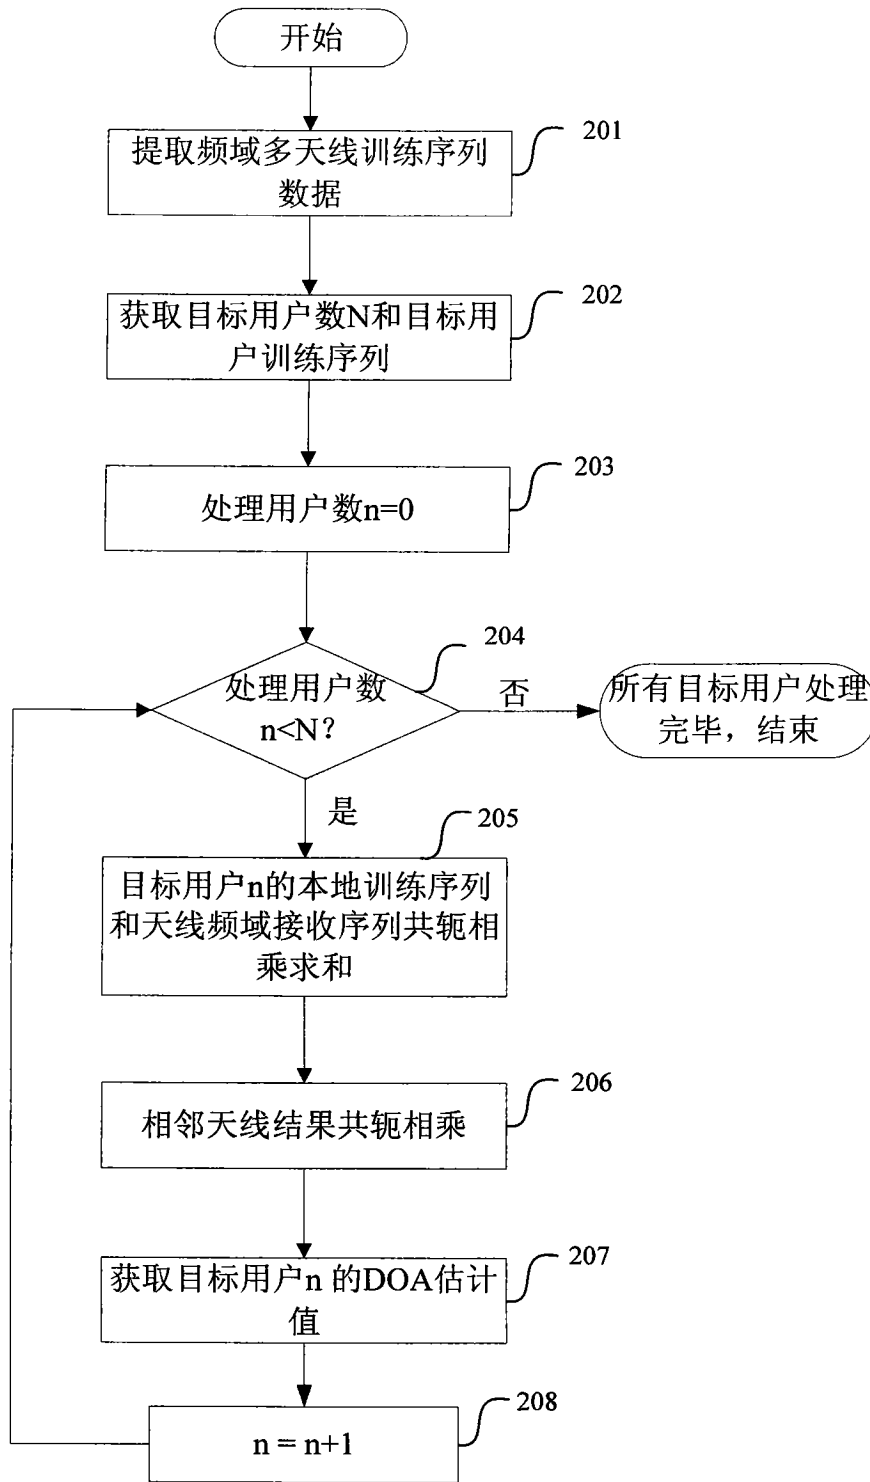 开始
201
提取频域多天线训练序列
数据
202
获取目标用户数N和目标用
户训练序列
203
处理用户数n=0
204
处理用户数
n<N?
否
所有目标用户处理
完毕，结束
是
205
目标用户n的本地训练序列
和天线频域接收序列共轭相
乘求和
206
相邻天线结果共轭相乘
207
获取目标用户n 的DOA估计
值
208
n = n+1